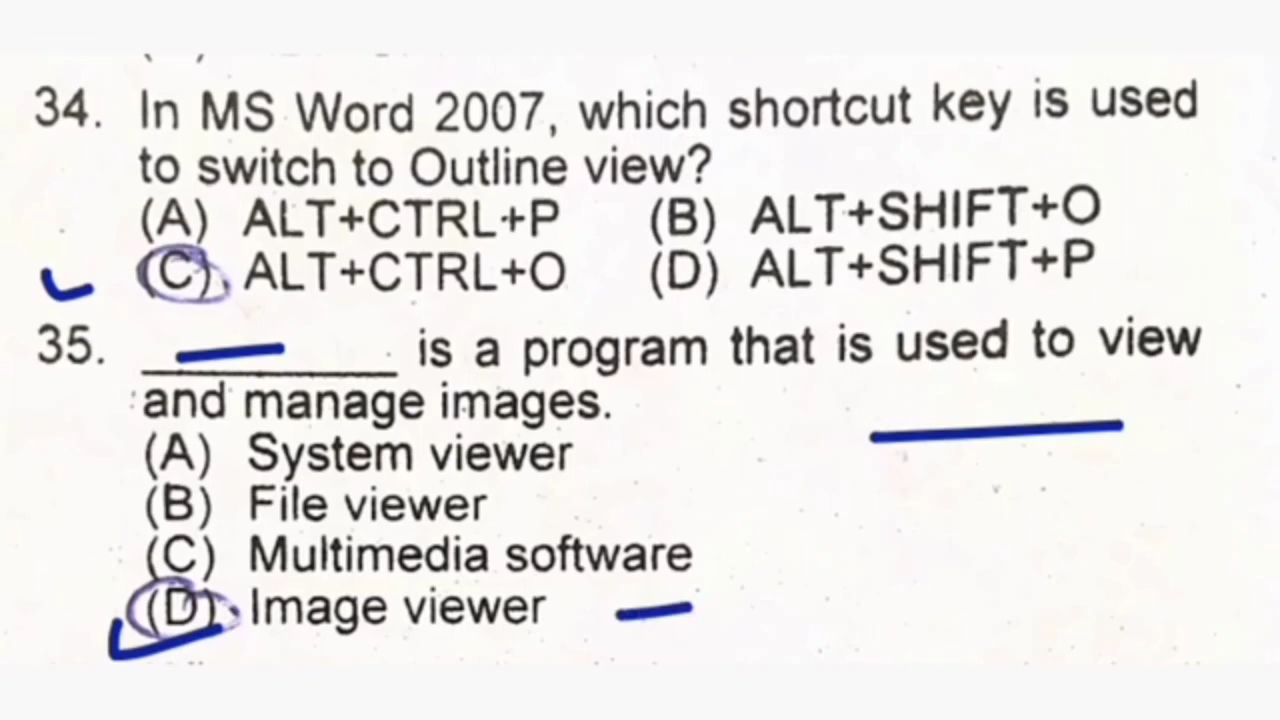 34. In MS Word 2007, which shortcut key is used
to switch to Outline view?
(A) ALT+CTRL+P (B) ALT+SHIFT+O
(C) ALT+CTRL+O (D) ALT+SHIFT+P
35. ________ is a program that is used to view
and manage images.
(A) System viewer
(B) File viewer
(C) Multimedia software
(D) Image viewer